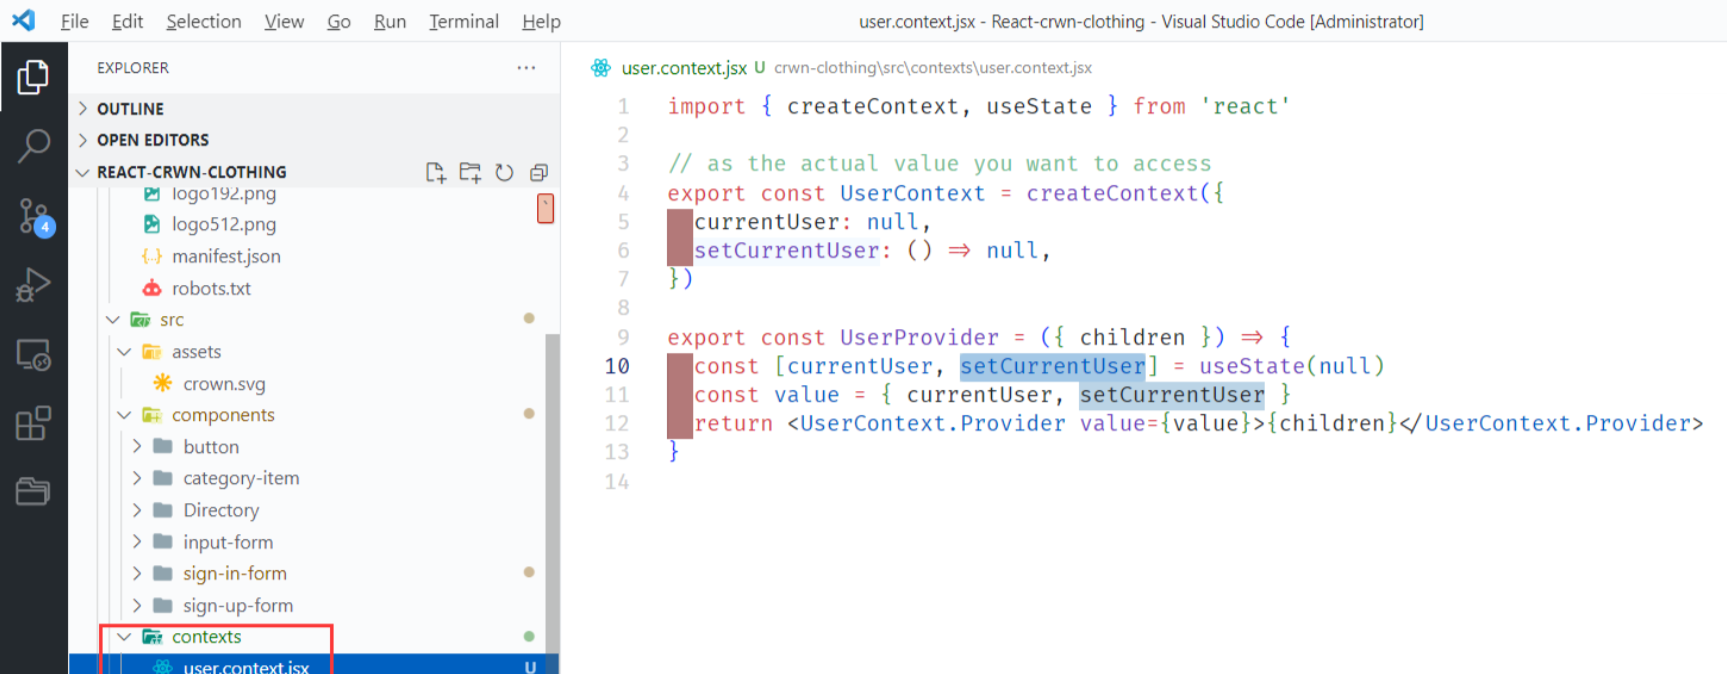 File Edit Selection View Go Run Terminal Help user.context.jsx - React-crwn-clothing - Visual Studio Code [Administrator]
EXPLORER ···
OUTLINE
OPEN EDITORS
REACT-CRWN-CLOTHING
logo192.png
logo512.png
{..} manifest.json
robots.txt
src
assets
crown.svg
components
button
category-item
Directory
input-form
sign-in-form
sign-up-form
contexts
user.context.jsx U
4
user.context.jsx U crwn-clothing\src\contexts\user.context.jsx
1 import { createContext, useState } from 'react'
2
3 // as the actual value you want to access
4 export const UserContext = createContext({
5 currentUser: null,
6 setCurrentUser: () => null,
7 })
8
9 export const UserProvider = ({ children }) => {
10 const [currentUser, setCurrentUser] = useState(null)
11 const value = { currentUser, setCurrentUser }
12 return <UserContext.Provider value={value}>{children}</UserContext.Provider>
13 }
14